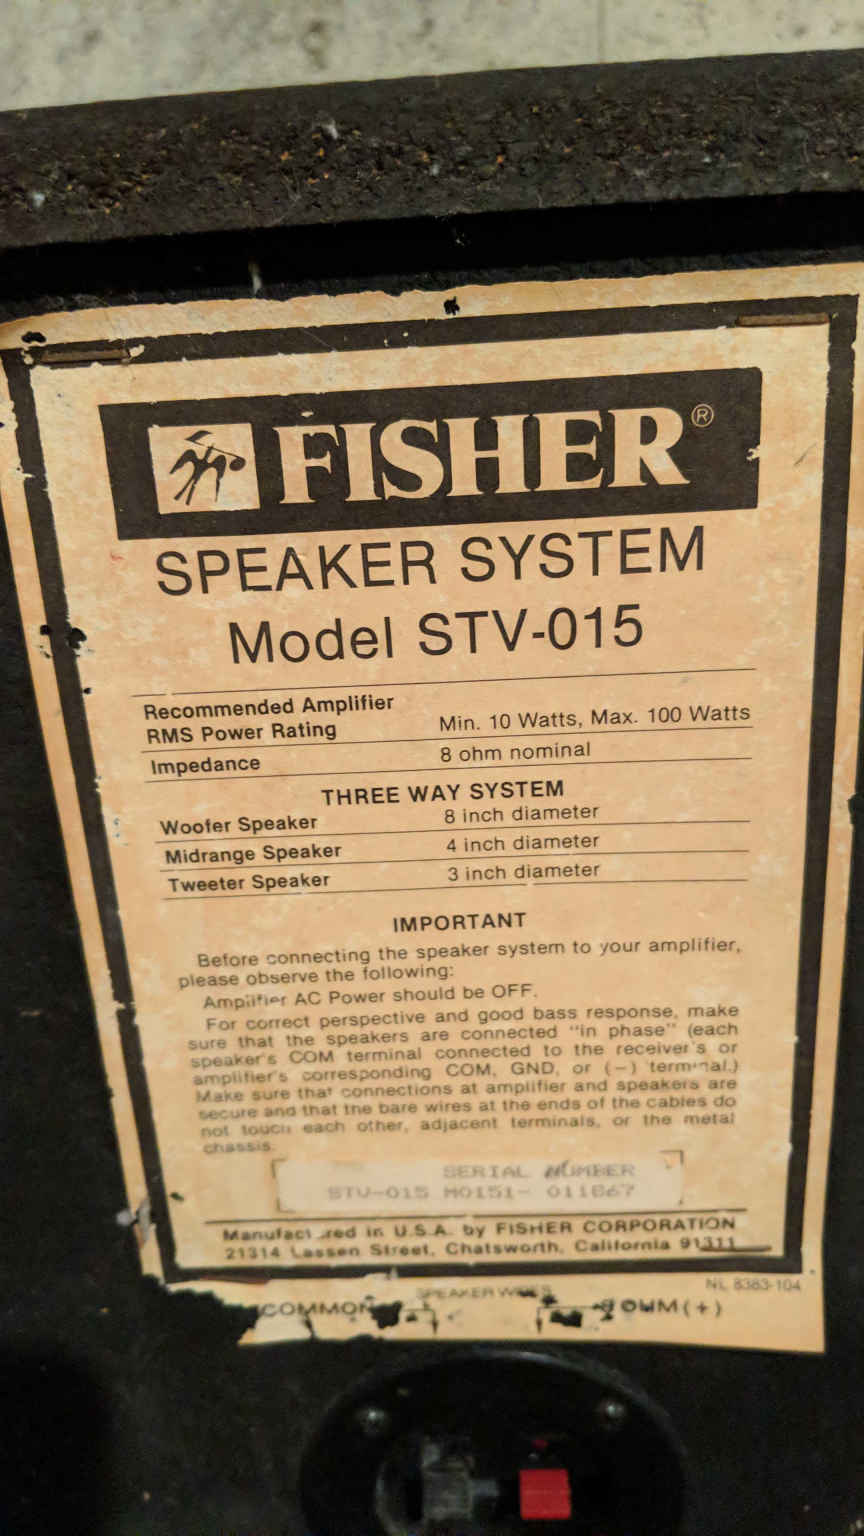 FISHER®
SPEAKER SYSTEM
Model STV-015
Recommended Amplifier
RMS Power Rating Min. 10 Watts, Max. 100 Watts
Impedance 8 ohm nominal
THREE WAY SYSTEM
Woofer Speaker 8 inch diameter
Midrange Speaker 4 inch diameter
Tweeter Speaker 3 inch diameter
IMPORTANT
Before connecting the speaker system to your amplifier,
please observe the following:
Amplifier AC Power should be OFF.
For correct perspective and good bass response, make
sure that the speakers are connected "in phase" (each
speaker's COM terminal connected to the receiver's or
amplifier's corresponding COM, GND, or (−) terminal.)
Make sure that connections at amplifier and speakers are
secure and that the bare wires at the ends of the cables do
not touch each other, adjacent terminals, or the metal
chassis.
SERIAL NUMBER
STV-015 M0151-
Manufactured in U.S.A. by FISHER CORPORATION
21314 Lassen Street, Chatsworth, California 91311
NL 8383-104
SPEAKER WIRES
COMMON OHM (+)